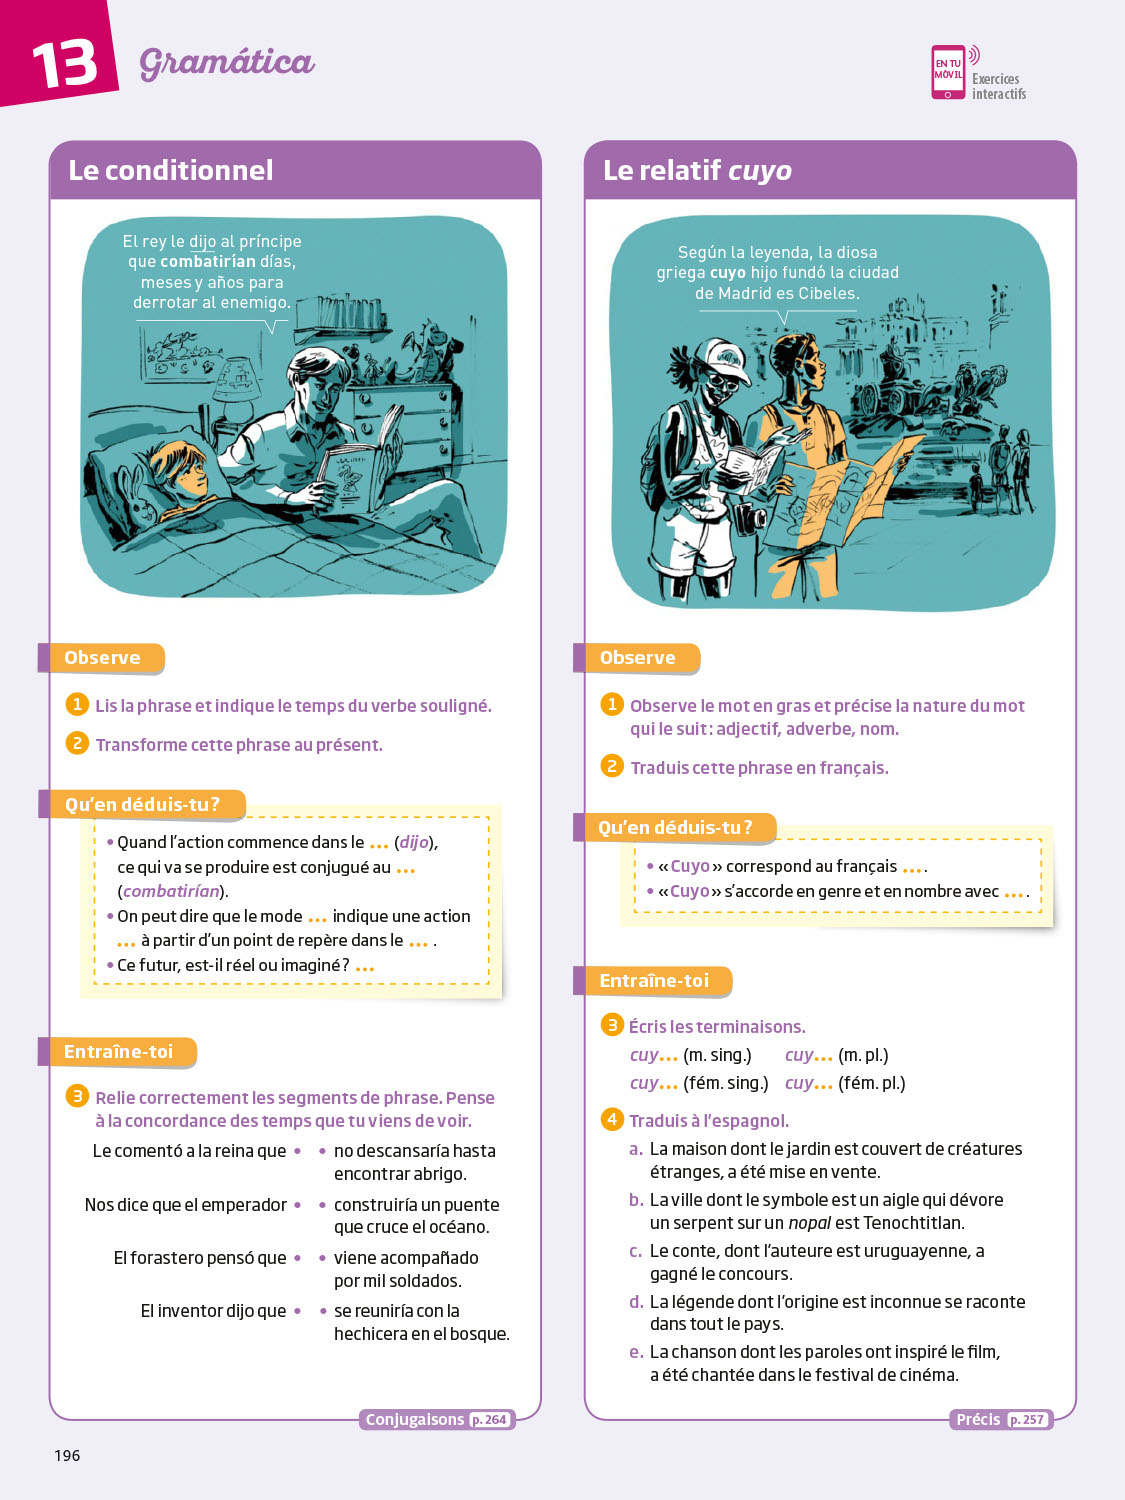 13
Gramática
EN TU
MÓVIL
Exercices
interactifs
Le conditionnel
El rey le dijo al príncipe
que combatirían días,
meses y años para
derrotar al enemigo.
Observe
1 Lis la phrase et indique le temps du verbe souligné.
2 Transforme cette phrase au présent.
Qu'en déduis-tu ?
• Quand l'action commence dans le ... (dijo),
ce qui va se produire est conjugué au ...
(combatirían).
• On peut dire que le mode ... indique une action
... à partir d'un point de repère dans le ... .
• Ce futur, est-il réel ou imaginé ? ...
Entraîne-toi
3 Relie correctement les segments de phrase. Pense
à la concordance des temps que tu viens de voir.
Le comentó a la reina que • • no descansaría hasta
encontrar abrigo.
Nos dice que el emperador • • construiría un puente
que cruce el océano.
El forastero pensó que • • viene acompañado
por mil soldados.
El inventor dijo que • • se reuniría con la
hechicera en el bosque.
Conjugaisons p. 264
Le relatif cuyo
Según la leyenda, la diosa
griega cuyo hijo fundó la ciudad
de Madrid es Cibeles.
Observe
1 Observe le mot en gras et précise la nature du mot
qui le suit : adjectif, adverbe, nom.
2 Traduis cette phrase en français.
Qu'en déduis-tu ?
• « Cuyo » correspond au français ... .
• « Cuyo » s'accorde en genre et en nombre avec ... .
Entraîne-toi
3 Écris les terminaisons.
cuy... (m. sing.) cuy... (m. pl.)
cuy... (fém. sing.) cuy... (fém. pl.)
4 Traduis à l'espagnol.
a. La maison dont le jardin est couvert de créatures
étranges, a été mise en vente.
b. La ville dont le symbole est un aigle qui dévore
un serpent sur un nopal est Tenochtitlan.
c. Le conte, dont l'auteure est uruguayenne, a
gagné le concours.
d. La légende dont l'origine est inconnue se raconte
dans tout le pays.
e. La chanson dont les paroles ont inspiré le film,
a été chantée dans le festival de cinéma.
Précis p. 257
196